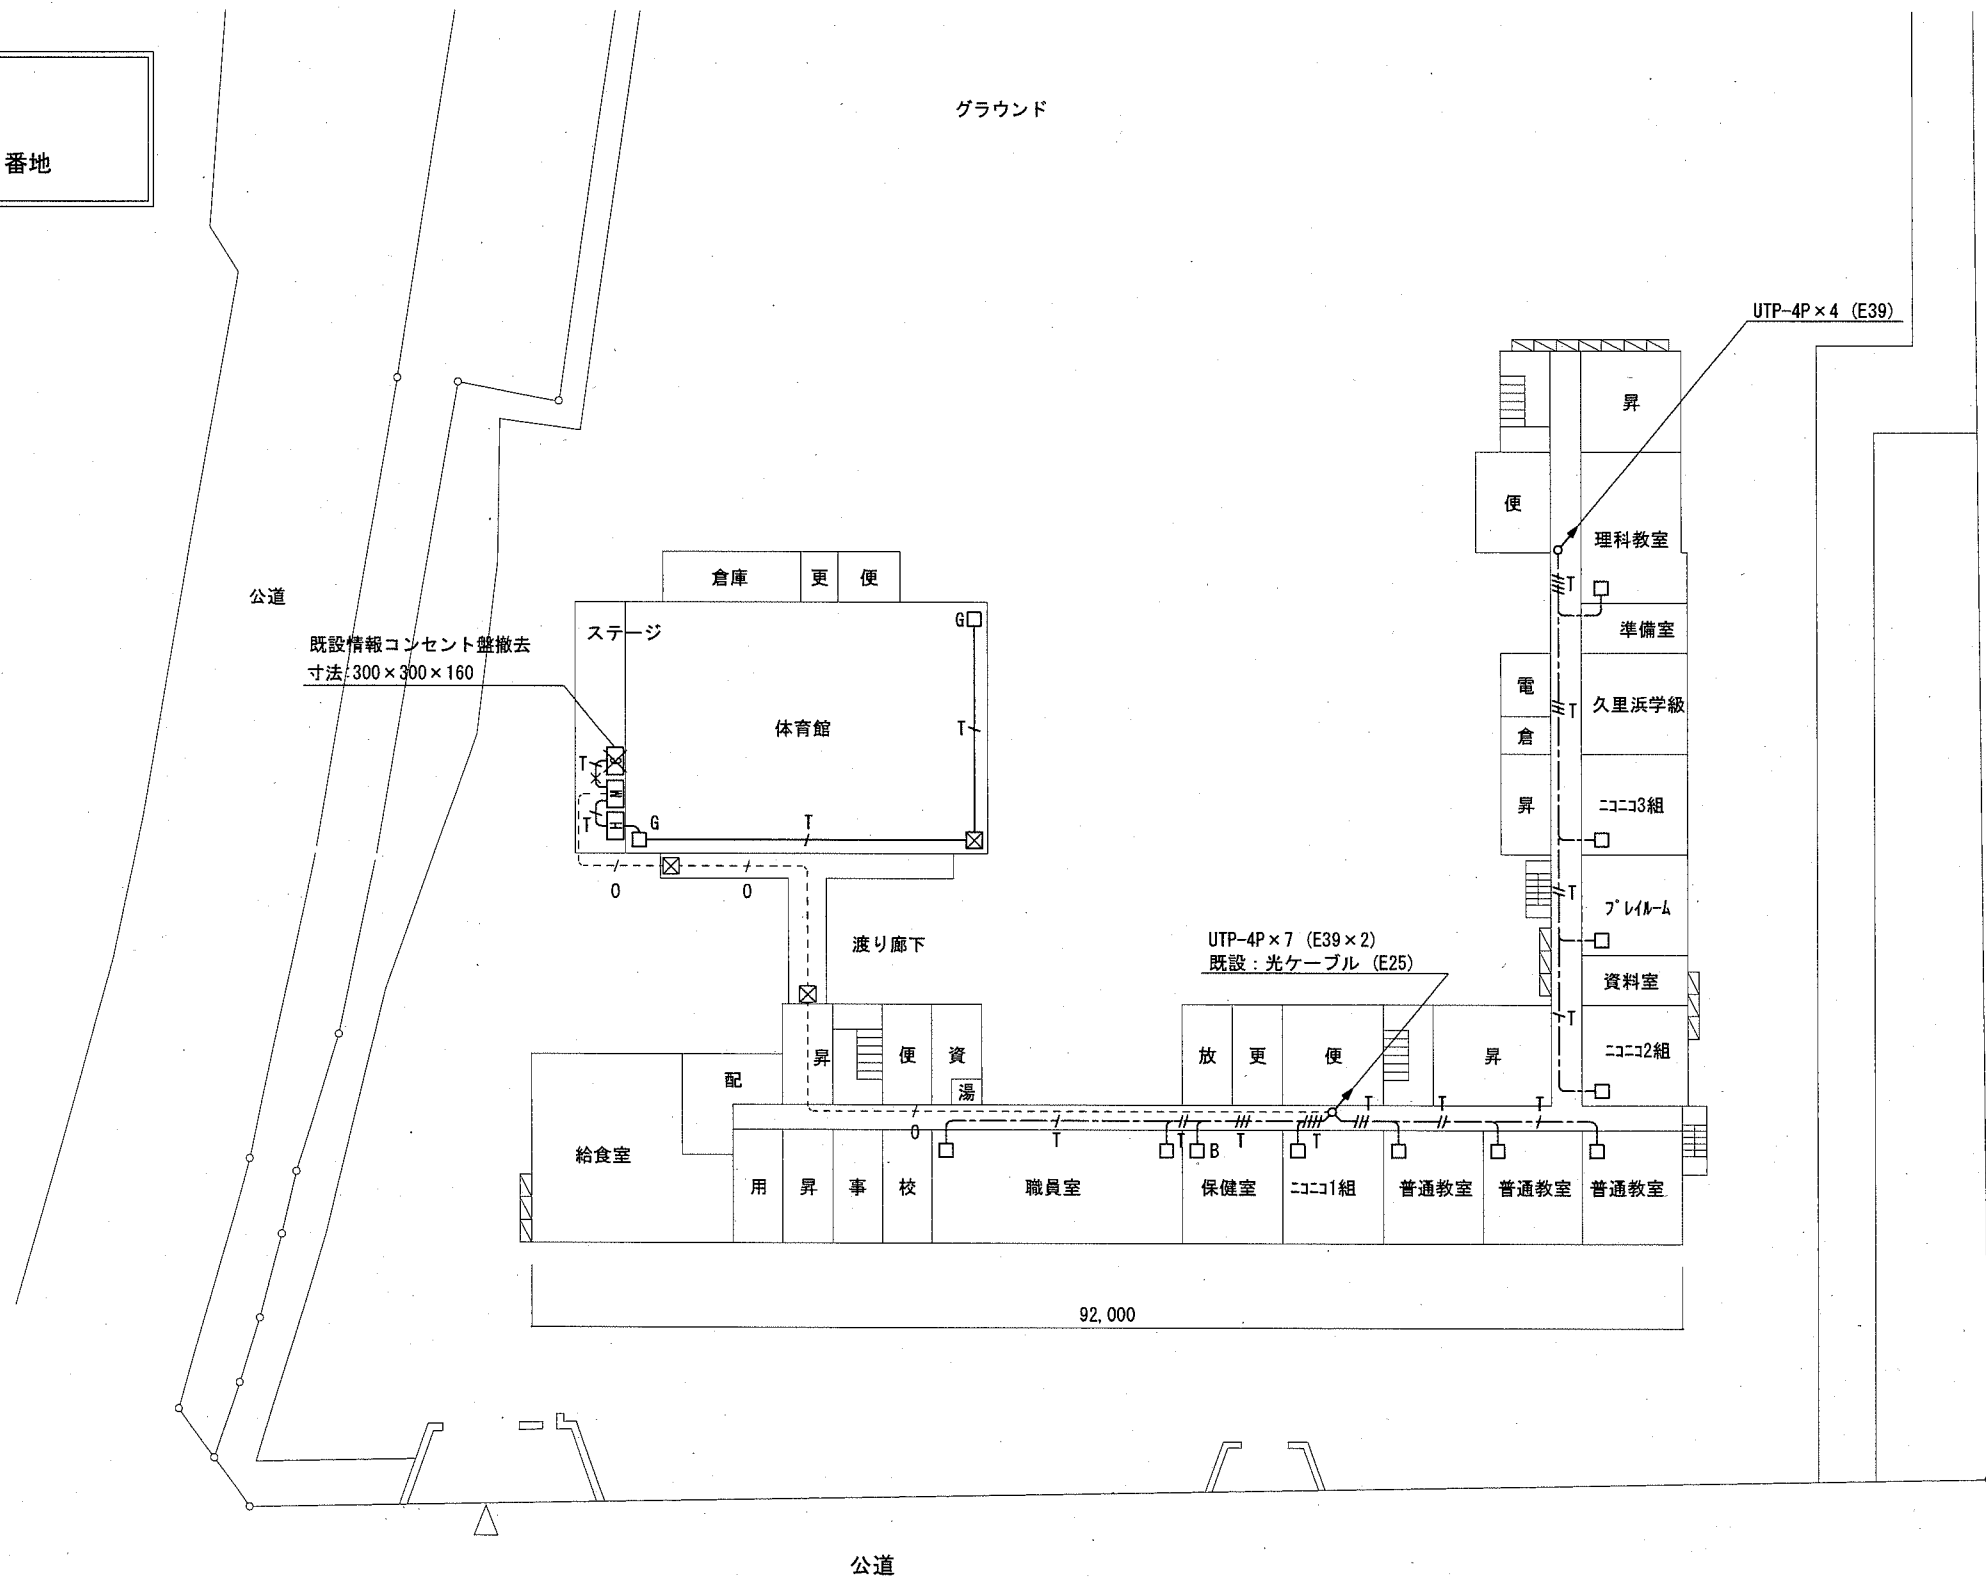 グラウンド
番地
UTP-4P×4 (E39)
昇
便
理科教室
倉庫
更
便
公道
G
T
準備室
ステージ
既設情報コンセント盤撤去
寸法:300×300×160
電
久里浜学級
T
体育館
T
倉
T
昇
ニコニコ3組
T
G
T
O
O
T
プレイルーム
UTP-4P×7 (E39×2)
既設:光ケーブル (E25)
渡り廊下
資料室
T
昇
便
資
放
更
便
昇
ニコニコ2組
配
湯
T
T
T
O
T
T
T
T
B
給食室
用
昇
事
校
職員室
保健室
ニコニコ1組
普通教室
普通教室
普通教室
92,000
公道